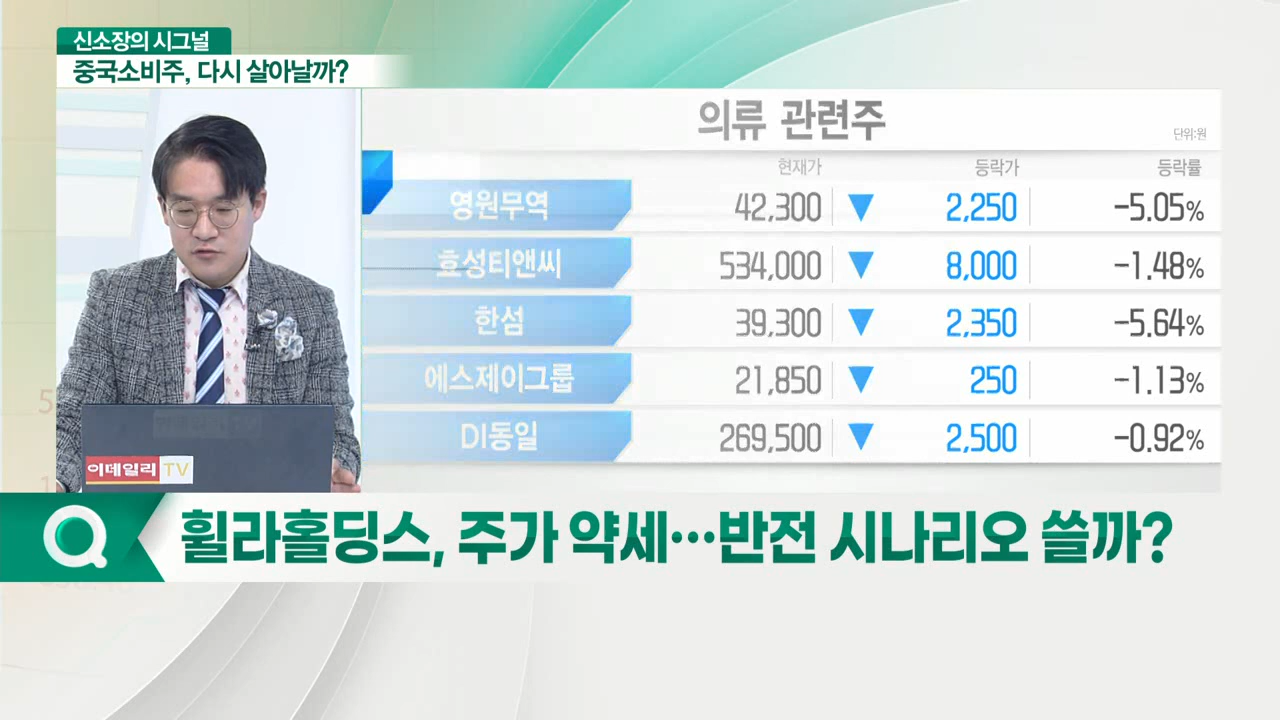 신소장의 시그널
중국소비주, 다시 살아날까?
의류 관련주
단위:원
현재가 등락가 등락률
영원무역 42,300 ▼ 2,250 -5.05%
효성티앤씨 534,000 ▼ 8,000 -1.48%
한섬 39,300 ▼ 2,350 -5.64%
에스제이그룹 21,850 ▼ 250 -1.13%
DI동일 269,500 ▼ 2,500 -0.92%
이데일리 TV
휠라홀딩스, 주가 약세…반전 시나리오 쓸까?